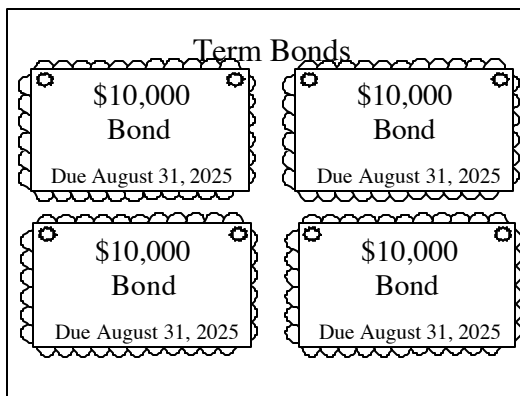 Term Bonds
$10,000
Bond
Due August 31, 2025
$10,000
Bond
Due August 31, 2025
$10,000
Bond
Due August 31, 2025
$10,000
Bond
Due August 31, 2025